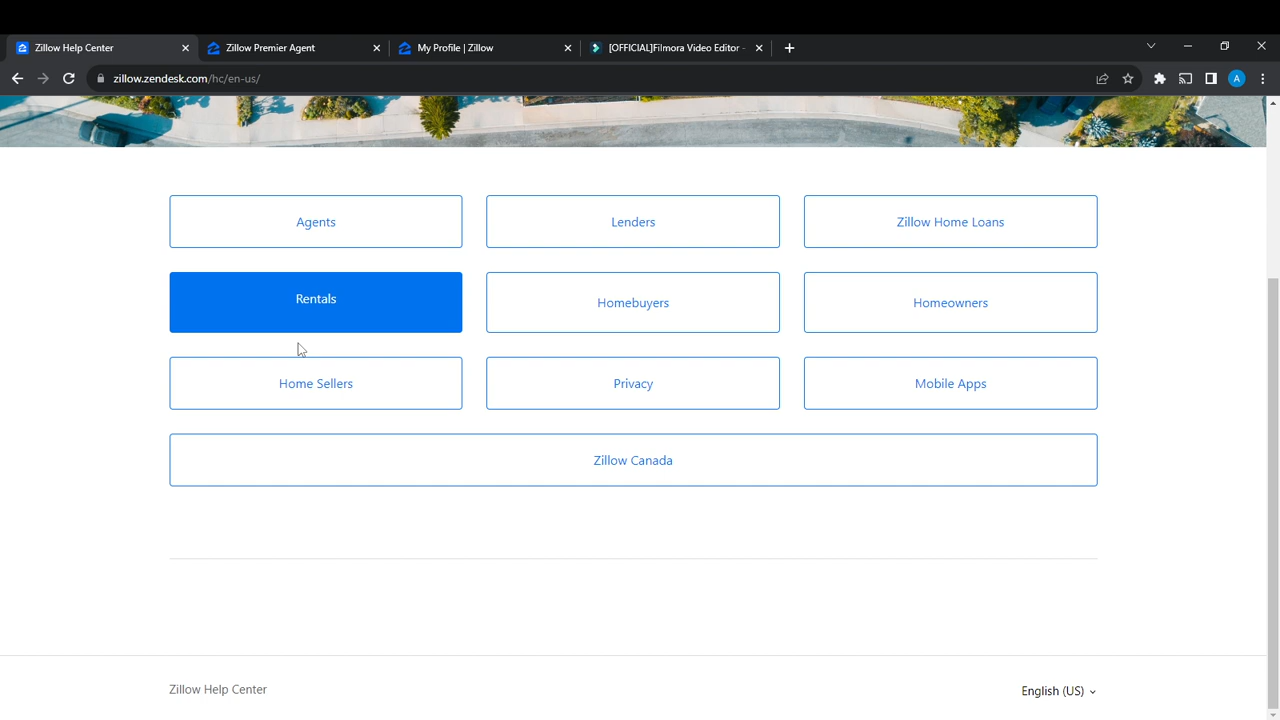 Zillow Help Center
Zillow Premier Agent
My Profile | Zillow
[OFFICIAL]Filmora Video Editor -
zillow.zendesk.com/hc/en-us/
A
Agents
Lenders
Zillow Home Loans
Rentals
Homebuyers
Homeowners
Home Sellers
Privacy
Mobile Apps
Zillow Canada
Zillow Help Center
English (US)